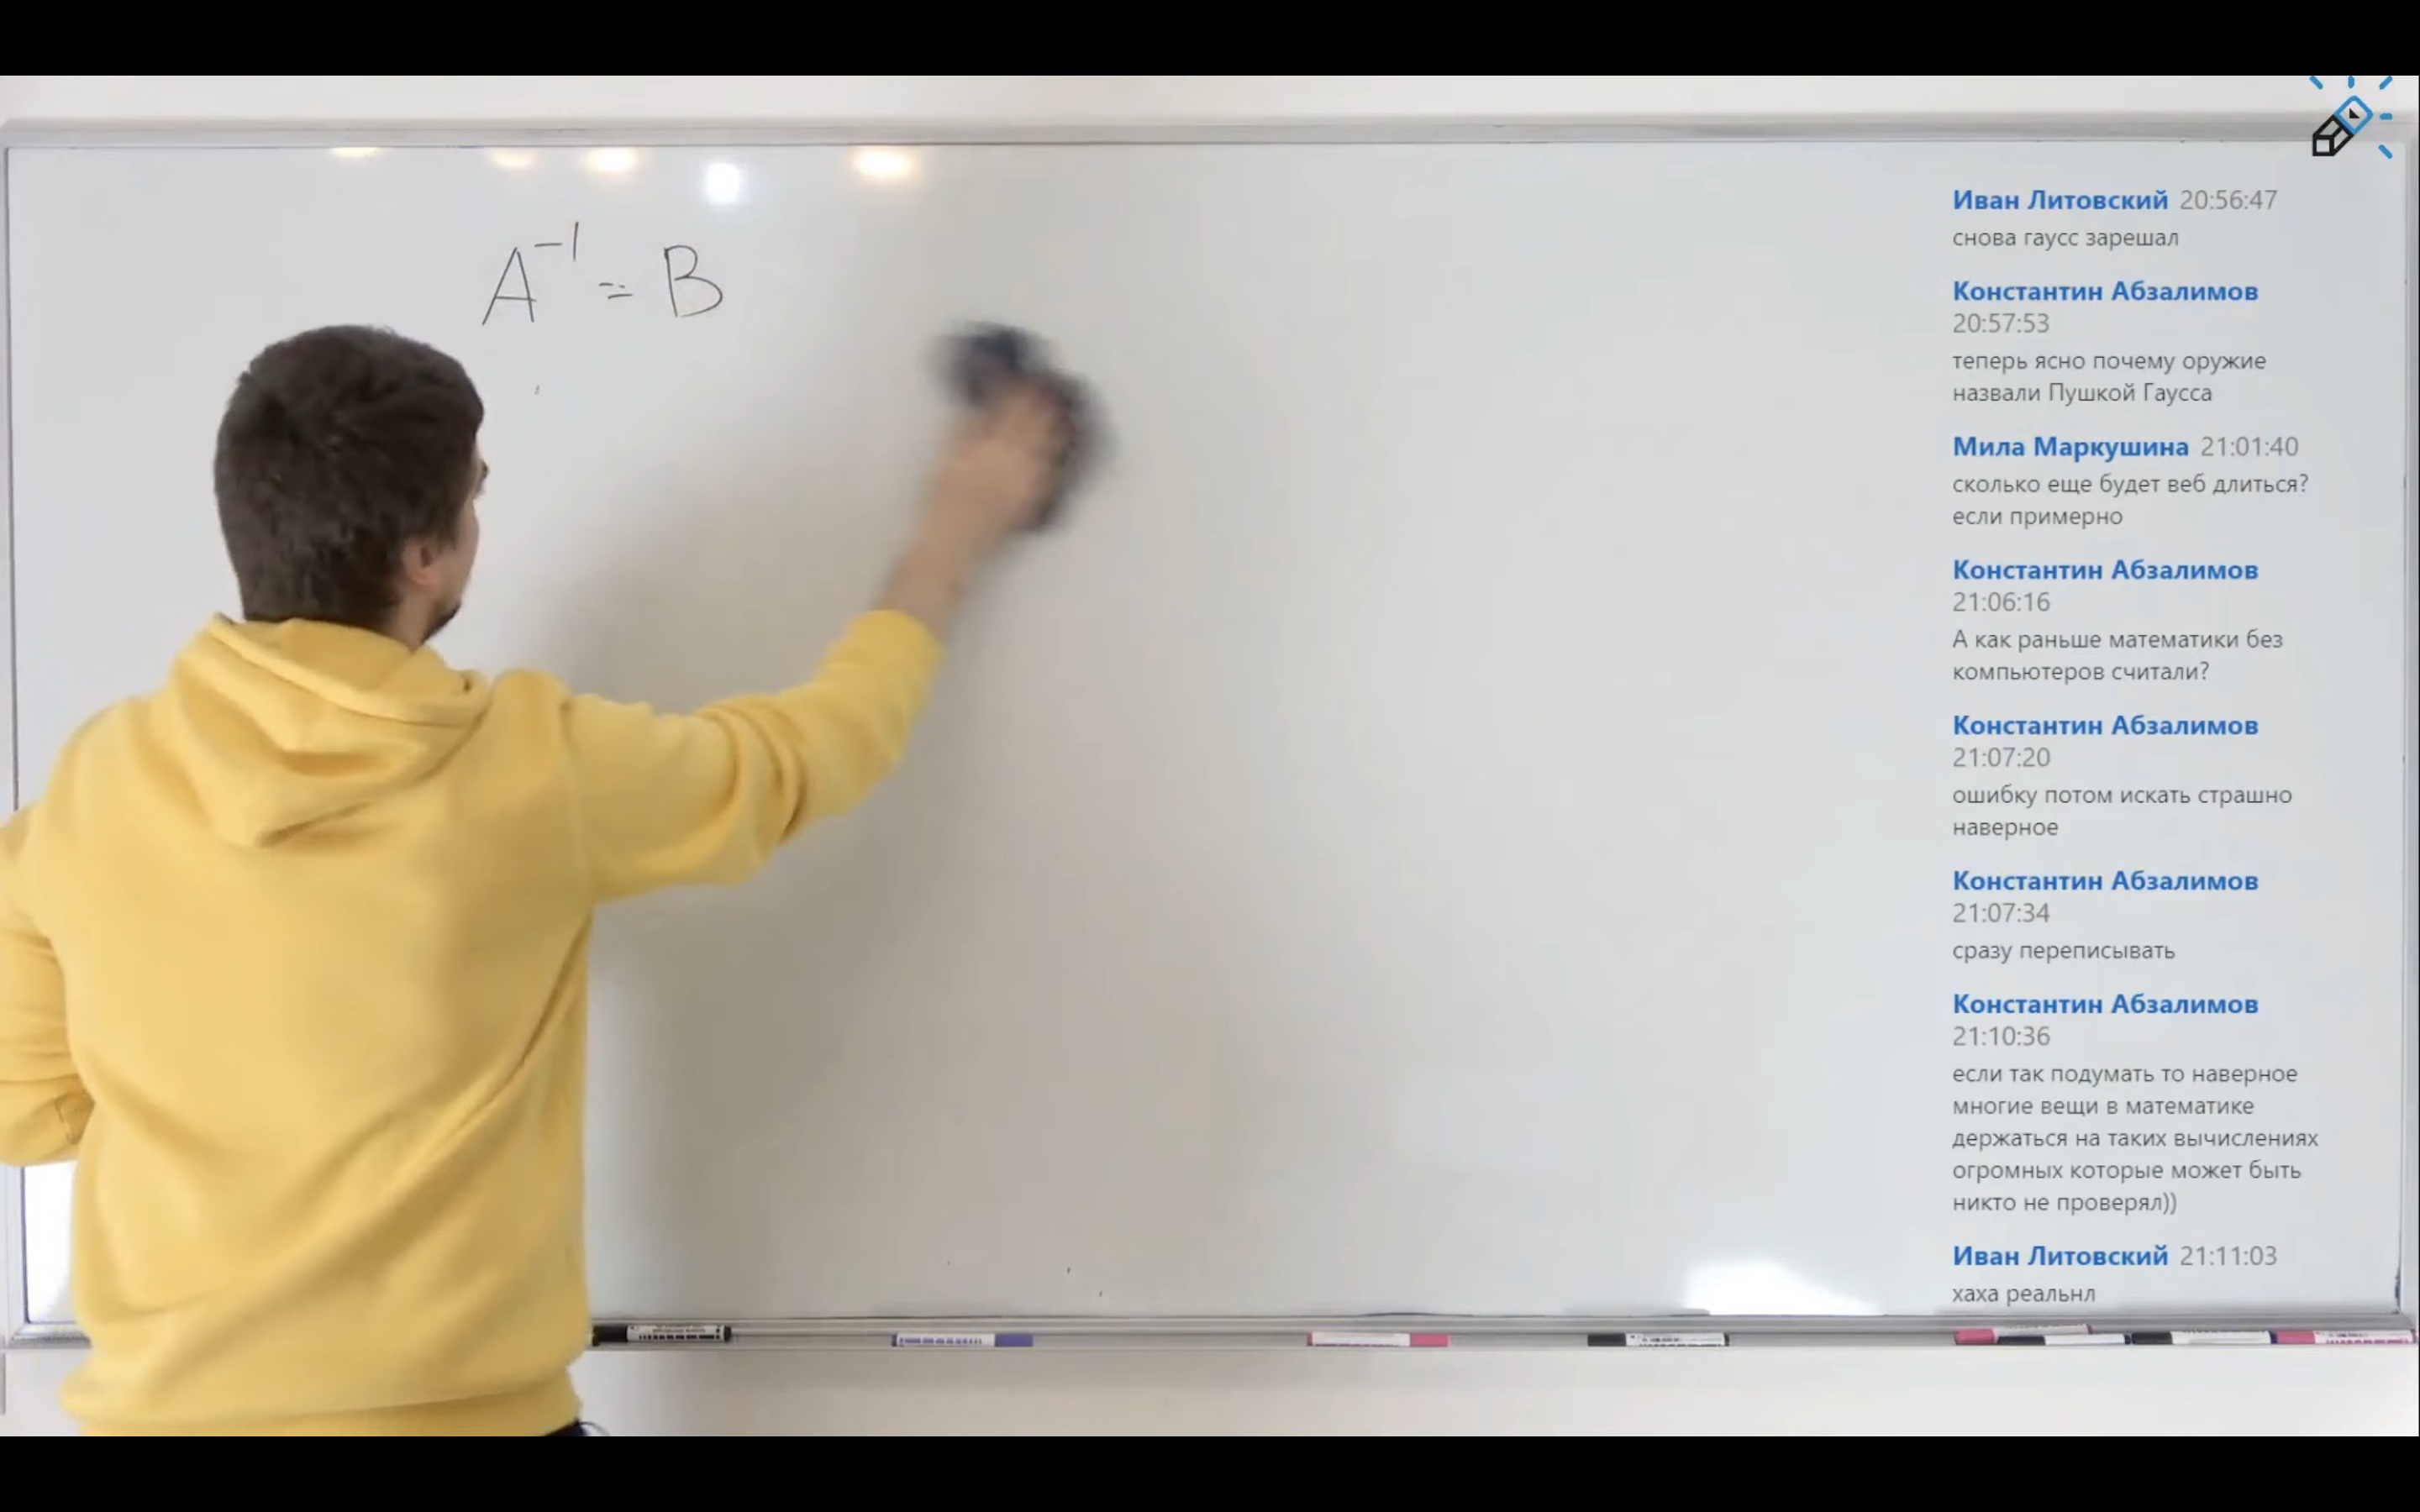 A⁻¹ = B
Иван Литовский 20:56:47
снова гаусс зарешал
Константин Абзалимов
20:57:53
теперь ясно почему оружие
назвали Пушкой Гаусса
Мила Маркушина 21:01:40
сколько еще будет веб длиться?
если примерно
Константин Абзалимов
21:06:16
А как раньше математики без
компьютеров считали?
Константин Абзалимов
21:07:20
ошибку потом искать страшно
наверное
Константин Абзалимов
21:07:34
сразу переписывать
Константин Абзалимов
21:10:36
если так подумать то наверное
многие вещи в математике
держаться на таких вычислениях
огромных которые может быть
никто не проверял))
Иван Литовский 21:11:03
хаха реальнл